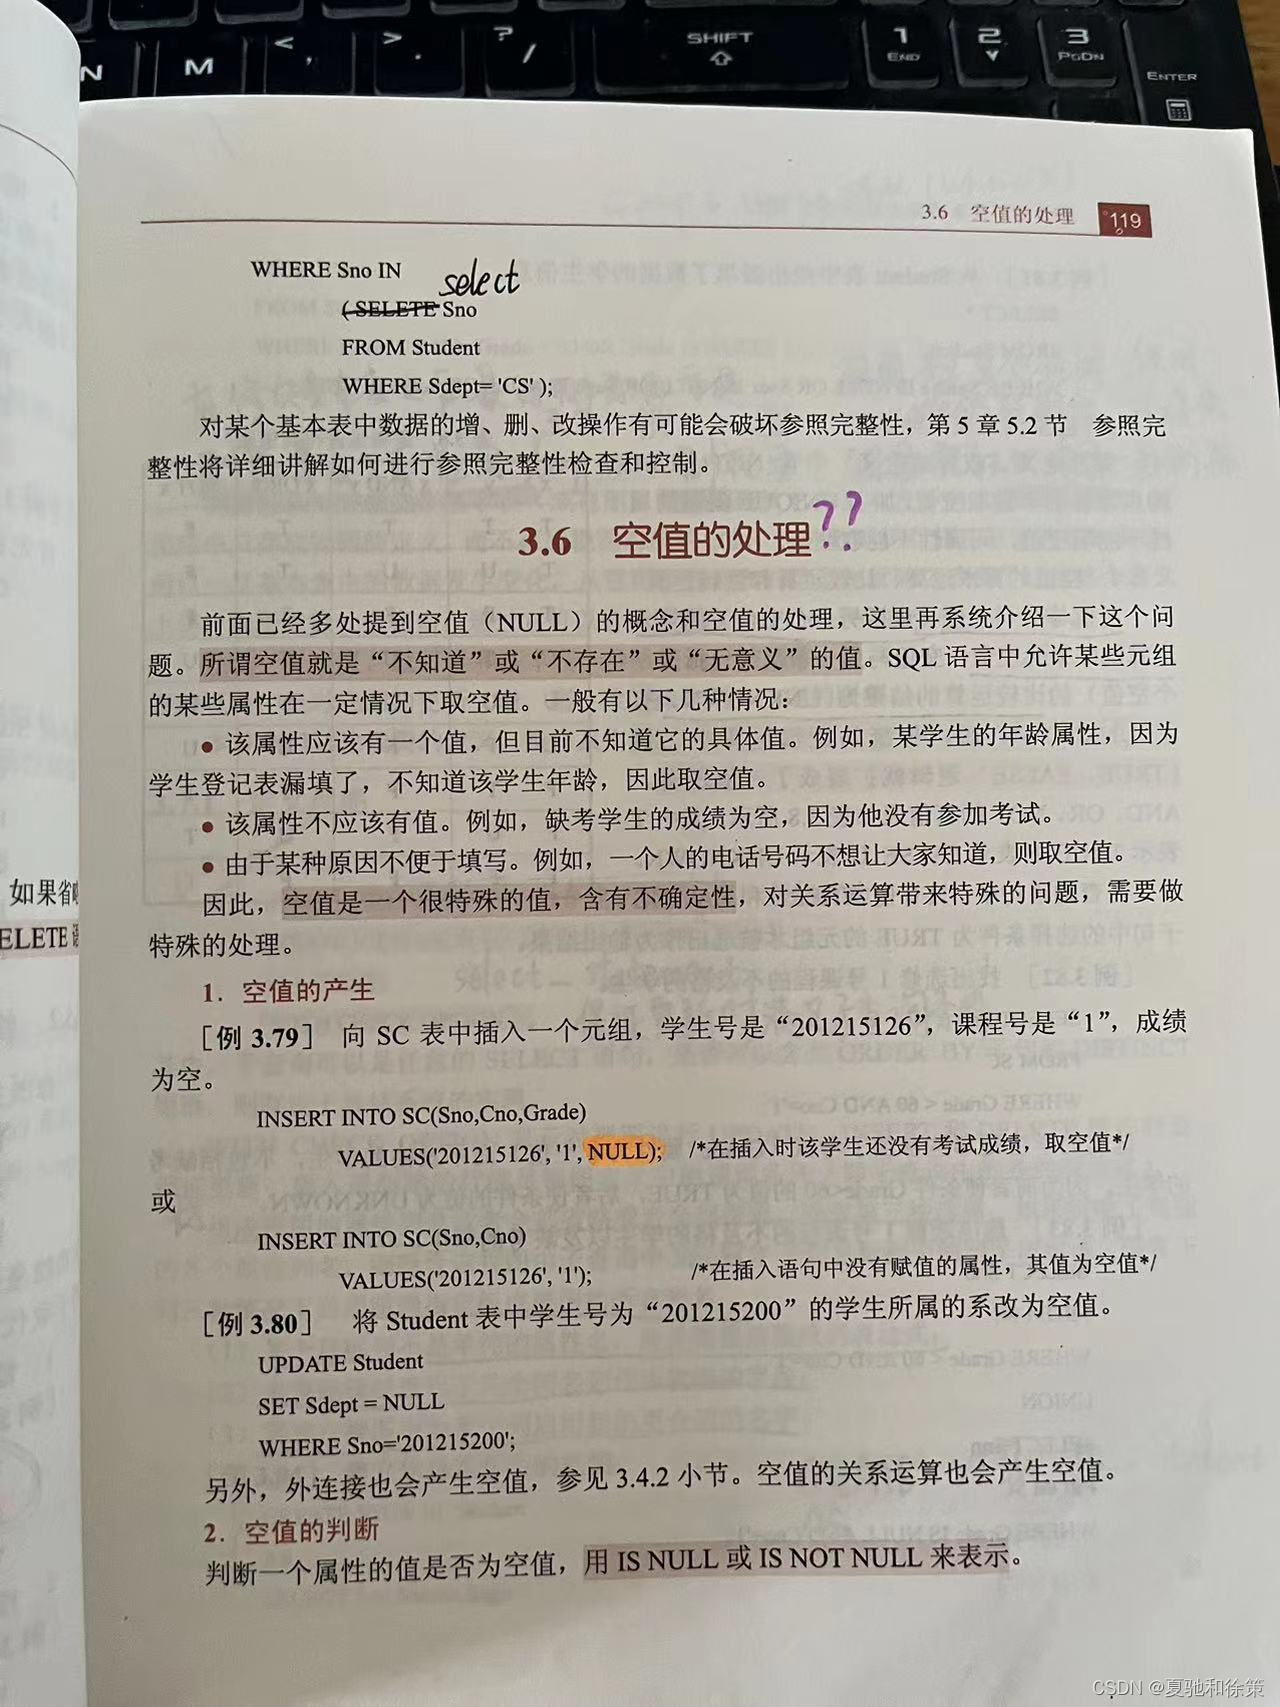 N M < , > . ? / SHIFT 1 END 2 3 PGDN ENTER
3.6 空值的处理 119
WHERE Sno IN
select
( SELETE Sno
FROM Student
WHERE Sdept= 'CS' );
对某个基本表中数据的增、删、改操作有可能会破坏参照完整性，第 5 章 5.2 节 参照完
整性将详细讲解如何进行参照完整性检查和控制。
3.6 空值的处理??
前面已经多处提到空值（NULL）的概念和空值的处理，这里再系统介绍一下这个问
题。所谓空值就是“不知道”或“不存在”或“无意义”的值。SQL 语言中允许某些元组
的某些属性在一定情况下取空值。一般有以下几种情况：
● 该属性应该有一个值，但目前不知道它的具体值。例如，某学生的年龄属性，因为
学生登记表漏填了，不知道该学生年龄，因此取空值。
● 该属性不应该有值。例如，缺考学生的成绩为空，因为他没有参加考试。
● 由于某种原因不便于填写。例如，一个人的电话号码不想让大家知道，则取空值。
因此，空值是一个很特殊的值，含有不确定性，对关系运算带来特殊的问题，需要做
特殊的处理。
1．空值的产生
［例 3.79］ 向 SC 表中插入一个元组，学生号是“201215126”，课程号是“1”，成绩
为空。
INSERT INTO SC(Sno,Cno,Grade)
VALUES('201215126', '1', NULL); /*在插入时该学生还没有考试成绩，取空值*/
或
INSERT INTO SC(Sno,Cno)
VALUES('201215126', '1'); /*在插入语句中没有赋值的属性，其值为空值*/
［例 3.80］ 将 Student 表中学生号为“201215200”的学生所属的系改为空值。
UPDATE Student
SET Sdept = NULL
WHERE Sno='201215200';
另外，外连接也会产生空值，参见 3.4.2 小节。空值的关系运算也会产生空值。
2．空值的判断
判断一个属性的值是否为空值，用 IS NULL 或 IS NOT NULL 来表示。
如果省
ELETE
CSDN @夏驰和徐策